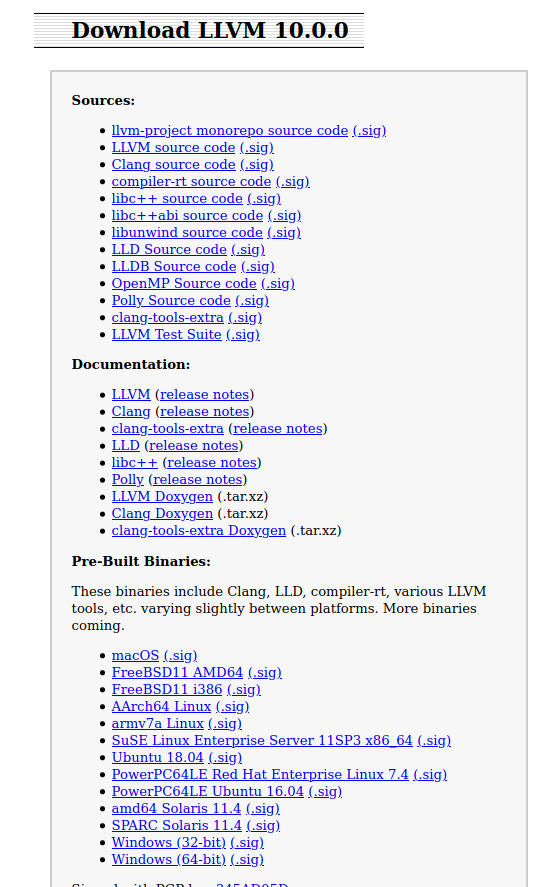 Download LLVM 10.0.0
Sources:
llvm-project monorepo source code (.sig)
LLVM source code (.sig)
Clang source code (.sig)
compiler-rt source code (.sig)
libc++ source code (.sig)
libc++abi source code (.sig)
libunwind source code (.sig)
LLD Source code (.sig)
LLDB Source code (.sig)
OpenMP Source code (.sig)
Polly Source code (.sig)
clang-tools-extra (.sig)
LLVM Test Suite (.sig)
Documentation:
LLVM (release notes)
Clang (release notes)
clang-tools-extra (release notes)
LLD (release notes)
libc++ (release notes)
Polly (release notes)
LLVM Doxygen (.tar.xz)
Clang Doxygen (.tar.xz)
clang-tools-extra Doxygen (.tar.xz)
Pre-Built Binaries:
These binaries include Clang, LLD, compiler-rt, various LLVM
tools, etc. varying slightly between platforms. More binaries
coming.
macOS (.sig)
FreeBSD11 AMD64 (.sig)
FreeBSD11 i386 (.sig)
AArch64 Linux (.sig)
armv7a Linux (.sig)
SuSE Linux Enterprise Server 11SP3 x86_64 (.sig)
Ubuntu 18.04 (.sig)
PowerPC64LE Red Hat Enterprise Linux 7.4 (.sig)
PowerPC64LE Ubuntu 16.04 (.sig)
amd64 Solaris 11.4 (.sig)
SPARC Solaris 11.4 (.sig)
Windows (32-bit) (.sig)
Windows (64-bit) (.sig)